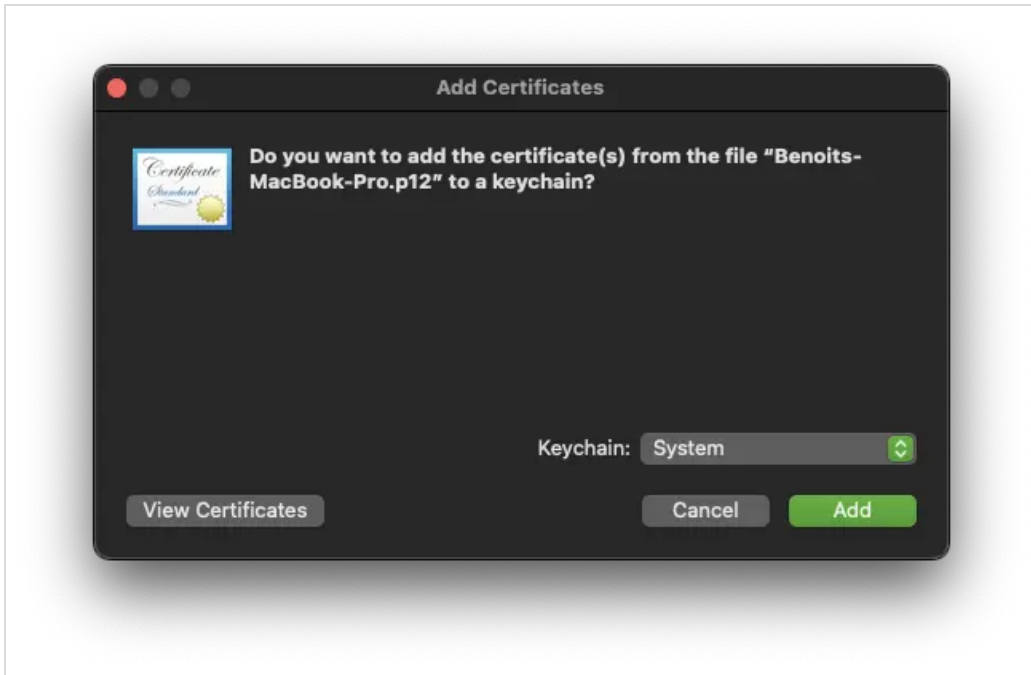 Add Certificates
Certificate
Standard
Do you want to add the certificate(s) from the file “Benoits-
MacBook-Pro.p12” to a keychain?
Keychain: System
View Certificates Cancel Add